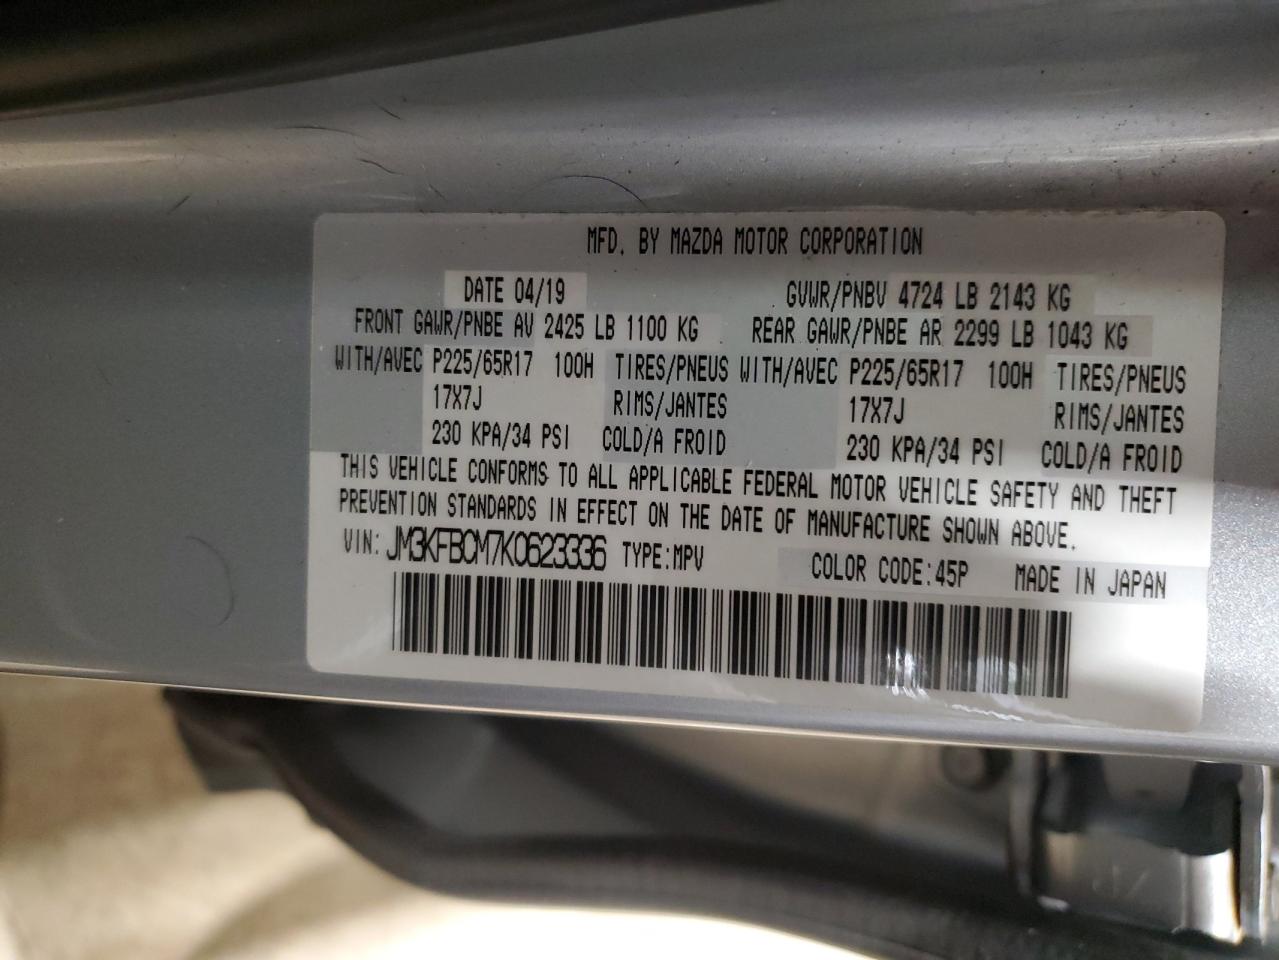 MFD. BY MAZDA MOTOR CORPORATION
DATE 04/19 GVWR/PNBV 4724 LB 2143 KG
FRONT GAWR/PNBE AV 2425 LB 1100 KG REAR GAWR/PNBE AR 2299 LB 1043 KG
WITH/AVEC P225/65R17 100H TIRES/PNEUS WITH/AVEC P225/65R17 100H TIRES/PNEUS
17X7J RIMS/JANTES 17X7J RIMS/JANTES
230 KPA/34 PSI COLD/A FROID 230 KPA/34 PSI COLD/A FROID
THIS VEHICLE CONFORMS TO ALL APPLICABLE FEDERAL MOTOR VEHICLE SAFETY AND THEFT
PREVENTION STANDARDS IN EFFECT ON THE DATE OF MANUFACTURE SHOWN ABOVE.
VIN: JM3KFBCM7K0623336 TYPE:MPV COLOR CODE:45P MADE IN JAPAN